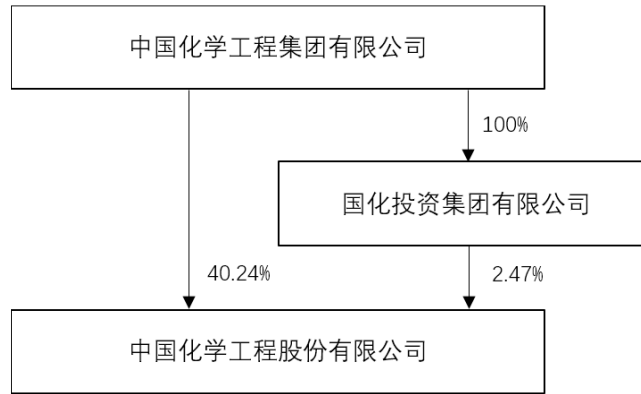 中国化学工程集团有限公司
100%
国化投资集团有限公司
40.24%
2.47%
中国化学工程股份有限公司